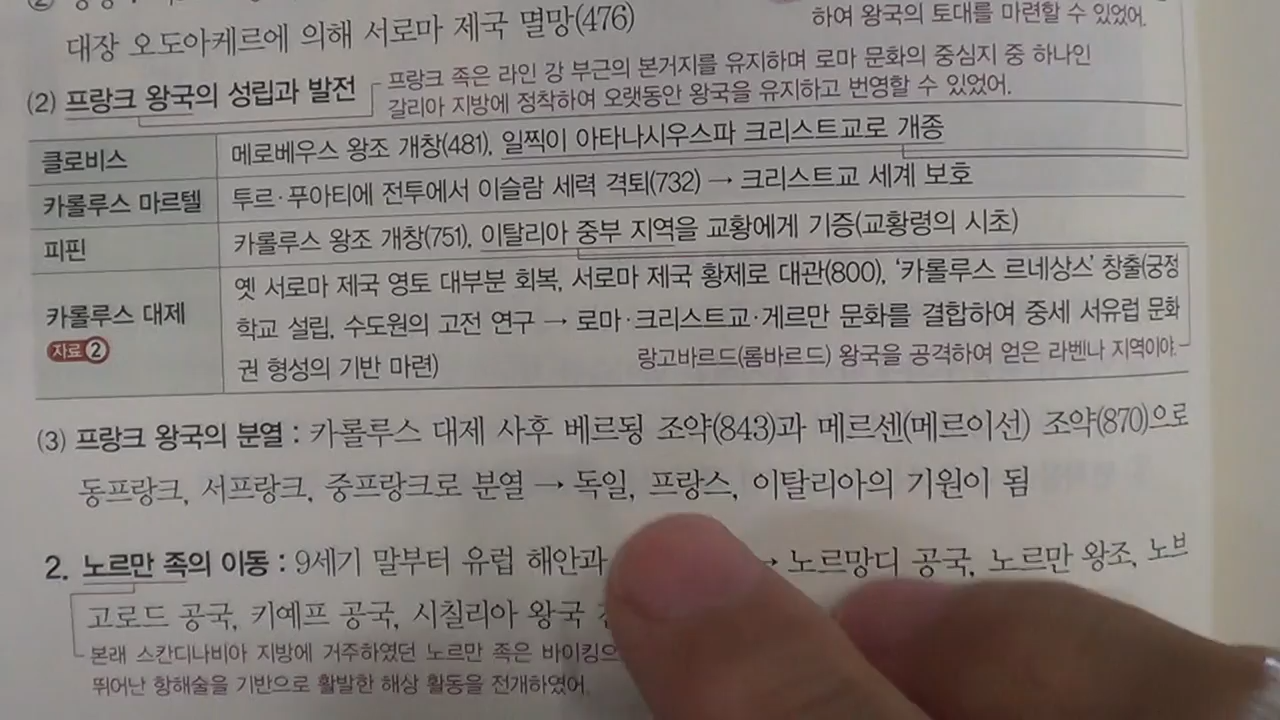 대장 오도아케르에 의해 서로마 제국 멸망(476)
하여 왕국의 토대를 마련할 수 있었어.
(2) 프랑크 왕국의 성립과 발전
프랑크 족은 라인 강 부근의 본거지를 유지하며 로마 문화의 중심지 중 하나인
갈리아 지방에 정착하여 오랫동안 왕국을 유지하고 번영할 수 있었어.
클로비스 메로베우스 왕조 개창(481), 일찍이 아타나시우스파 크리스트교로 개종
카롤루스 마르텔 투르·푸아티에 전투에서 이슬람 세력 격퇴(732) → 크리스트교 세계 보호
피핀 카롤루스 왕조 개창(751), 이탈리아 중부 지역을 교황에게 기증(교황령의 시초)
카롤루스 대제
자료 2
옛 서로마 제국 영토 대부분 회복, 서로마 제국 황제로 대관(800), '카롤루스 르네상스' 창출(궁정
학교 설립, 수도원의 고전 연구 → 로마·크리스트교·게르만 문화를 결합하여 중세 서유럽 문화
권 형성의 기반 마련)
랑고바르드(롬바르드) 왕국을 공격하여 얻은 라벤나 지역이야.
(3) 프랑크 왕국의 분열 : 카롤루스 대제 사후 베르됭 조약(843)과 메르센(메르이선) 조약(870)으로
동프랑크, 서프랑크, 중프랑크로 분열 → 독일, 프랑스, 이탈리아의 기원이 됨
2. 노르만 족의 이동 : 9세기 말부터 유럽 해안과 → 노르망디 공국, 노르만 왕조, 노브
고로드 공국, 키예프 공국, 시칠리아 왕국
본래 스칸디나비아 지방에 거주하였던 노르만 족은 바이킹으
뛰어난 항해술을 기반으로 활발한 해상 활동을 전개하였어.